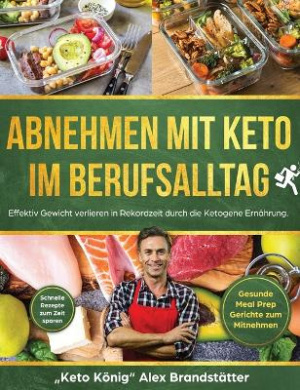 ABNEHMEN MIT KETO
IM BERUFSALLTAG
Effektiv Gewicht verlieren in Rekordzeit durch die Ketogene Ernährung.
Schnelle
Rezepte
zum Zeit
sparen
Gesunde
Meal Prep
Gerichte zum
Mitnehmen
„Keto König“ Alex Brandstätter